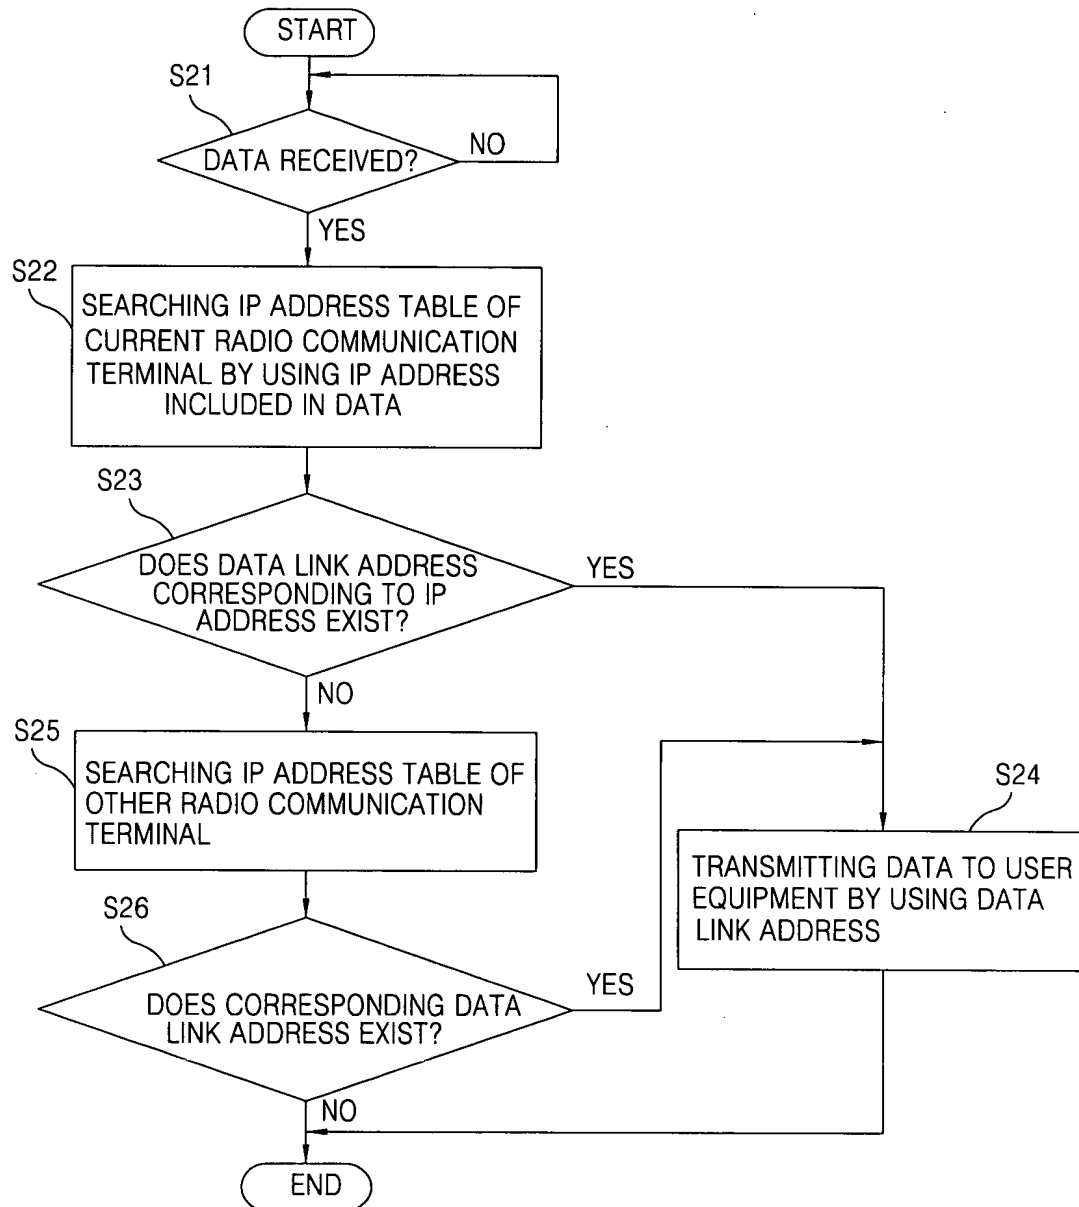 START
S21
DATA RECEIVED?
NO
YES
S22
SEARCHING IP ADDRESS TABLE OF
CURRENT RADIO COMMUNICATION
TERMINAL BY USING IP ADDRESS
INCLUDED IN DATA
S23
DOES DATA LINK ADDRESS
CORRESPONDING TO IP
ADDRESS EXIST?
YES
NO
S25
SEARCHING IP ADDRESS TABLE OF
OTHER RADIO COMMUNICATION
TERMINAL
S24
TRANSMITTING DATA TO USER
EQUIPMENT BY USING DATA
LINK ADDRESS
S26
DOES CORRESPONDING DATA
LINK ADDRESS EXIST?
YES
NO
END